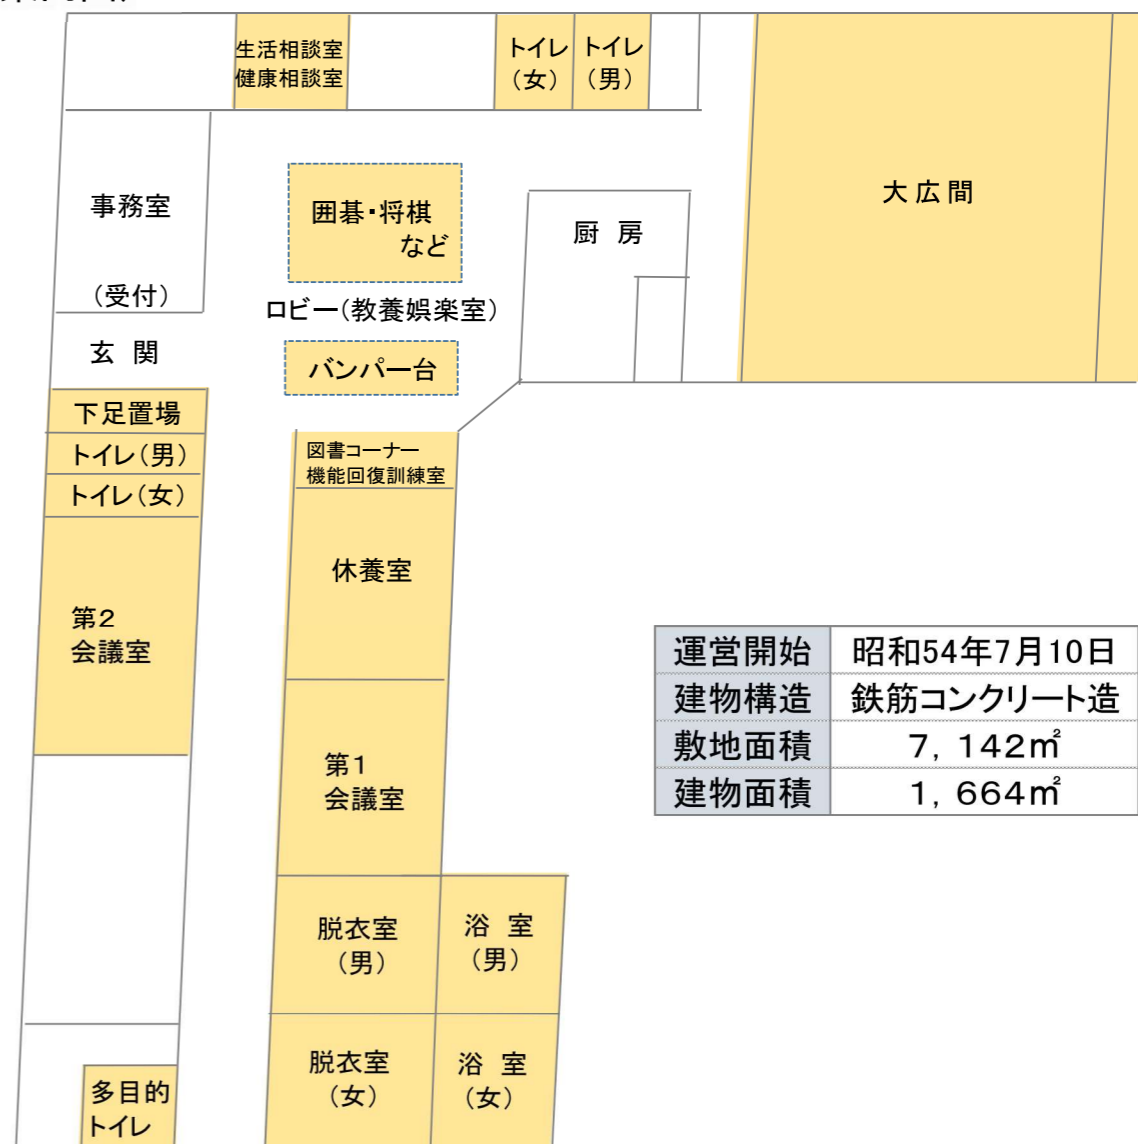 生活相談室
健康相談室
トイレ
(女)
トイレ
(男)
大広間
事務室
(受付)
囲碁・将棋
など
厨 房
ロビー(教養娯楽室)
玄 関
バンパー台
下足置場
トイレ(男)
トイレ(女)
図書コーナー
機能回復訓練室
休養室
第2
会議室
運営開始 昭和54年7月10日
建物構造 鉄筋コンクリート造
敷地面積 7,142㎡
建物面積 1,664㎡
第1
会議室
脱衣室
(男)
浴 室
(男)
脱衣室
(女)
浴 室
(女)
多目的
トイレ